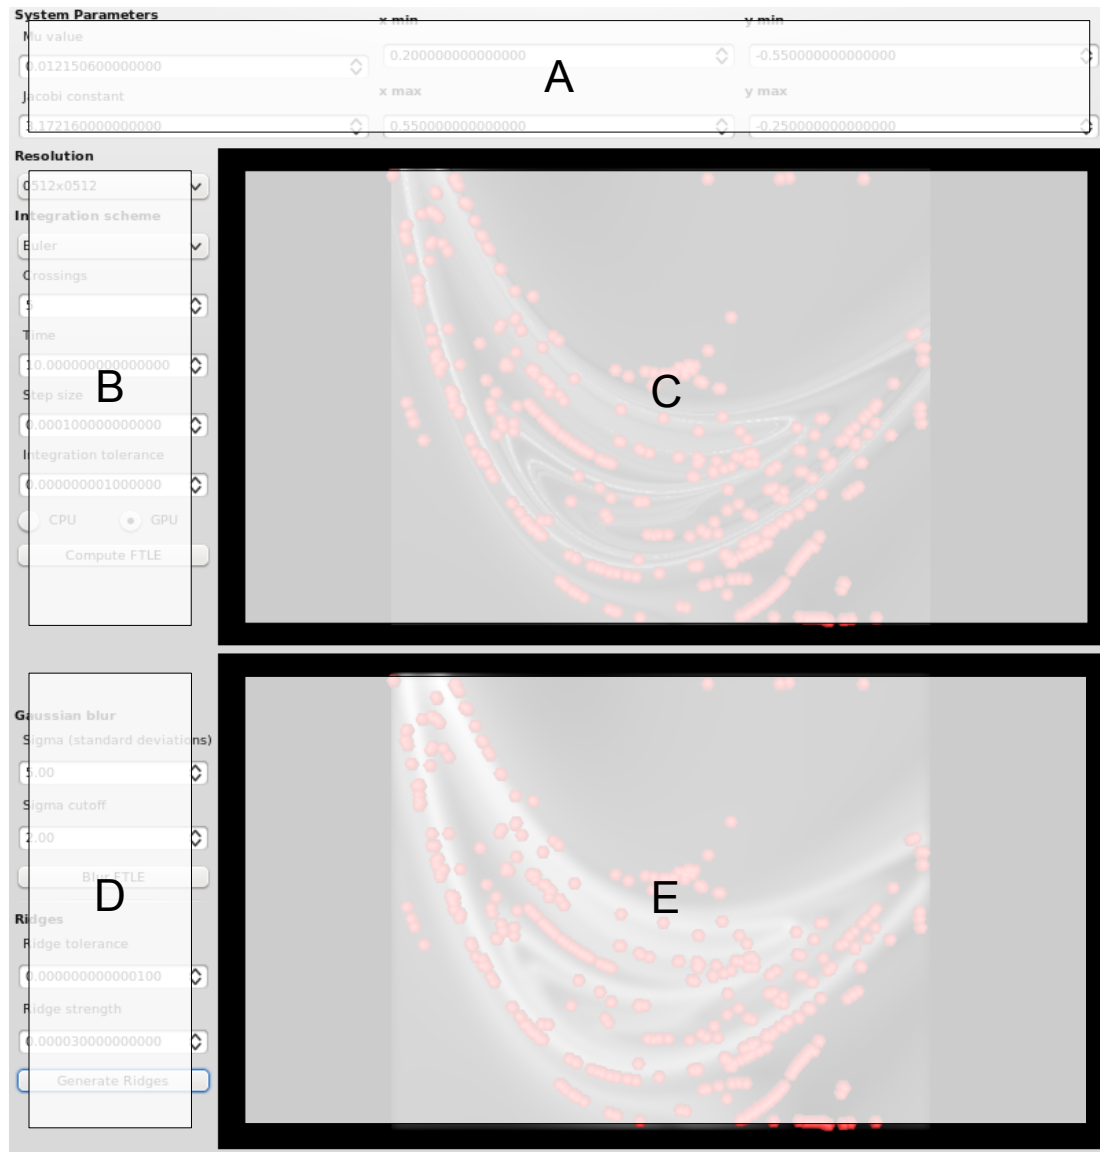 System Parameters x min y min
Mu value
0.012150600000000 0.200000000000000 -0.550000000000000
A
Jacobi constant x max y max
3.172160000000000 0.550000000000000 -0.250000000000000
Resolution
0512x0512
Integration scheme
Euler
Crossings
5
Time
10.000000000000000
B
C
Step size
0.000100000000000
Integration tolerance
0.000000001000000
CPU GPU
Compute FTLE
Gaussian blur
Sigma (standard deviations)
5.00
Sigma cutoff
2.00
Blur FTLE
D
E
Ridges
Ridge tolerance
0.000000000000100
Ridge strength
0.000030000000000
Generate Ridges